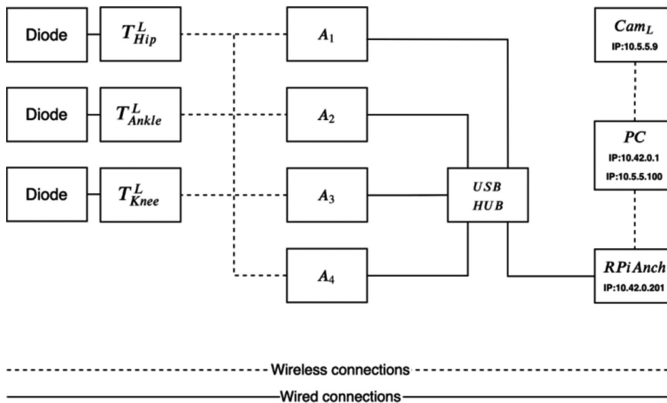 Diode T^L_Hip A₁ Cam_L
IP:10.5.5.9
Diode T^L_Ankle A₂ PC
IP:10.42.0.1
IP:10.5.5.100
Diode T^L_Knee A₃ USB
HUB
A₄ RPiAnch
IP:10.42.0.201
Wireless connections
Wired connections